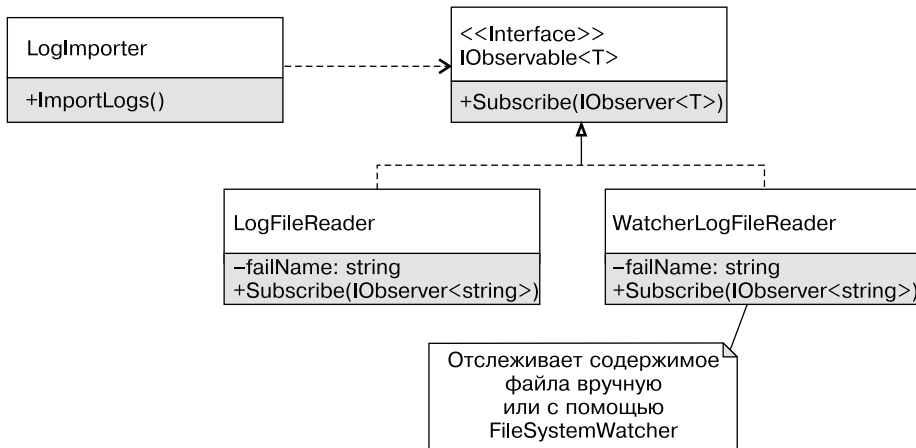 LogImporter
+ImportLogs()
<<Interface>>
IObservable<T>
+Subscribe(IObserver<T>)
LogFileReader
–failName: string
+Subscribe(IObserver<string>)
WatcherLogFileReader
–failName: string
+Subscribe(IObserver<string>)
Отслеживает содержимое
файла вручную
или с помощью
FileSystemWatcher